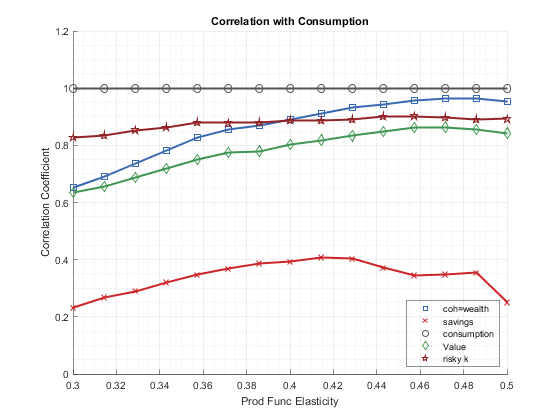 Correlation with Consumption
1.2
1
0.8
0.6
0.4
0.2
0
Correlation Coefficient
0.3 0.32 0.34 0.36 0.38 0.4 0.42 0.44 0.46 0.48 0.5
Prod Func Elasticity
coh=wealth
savings
consumption
Value
risky k